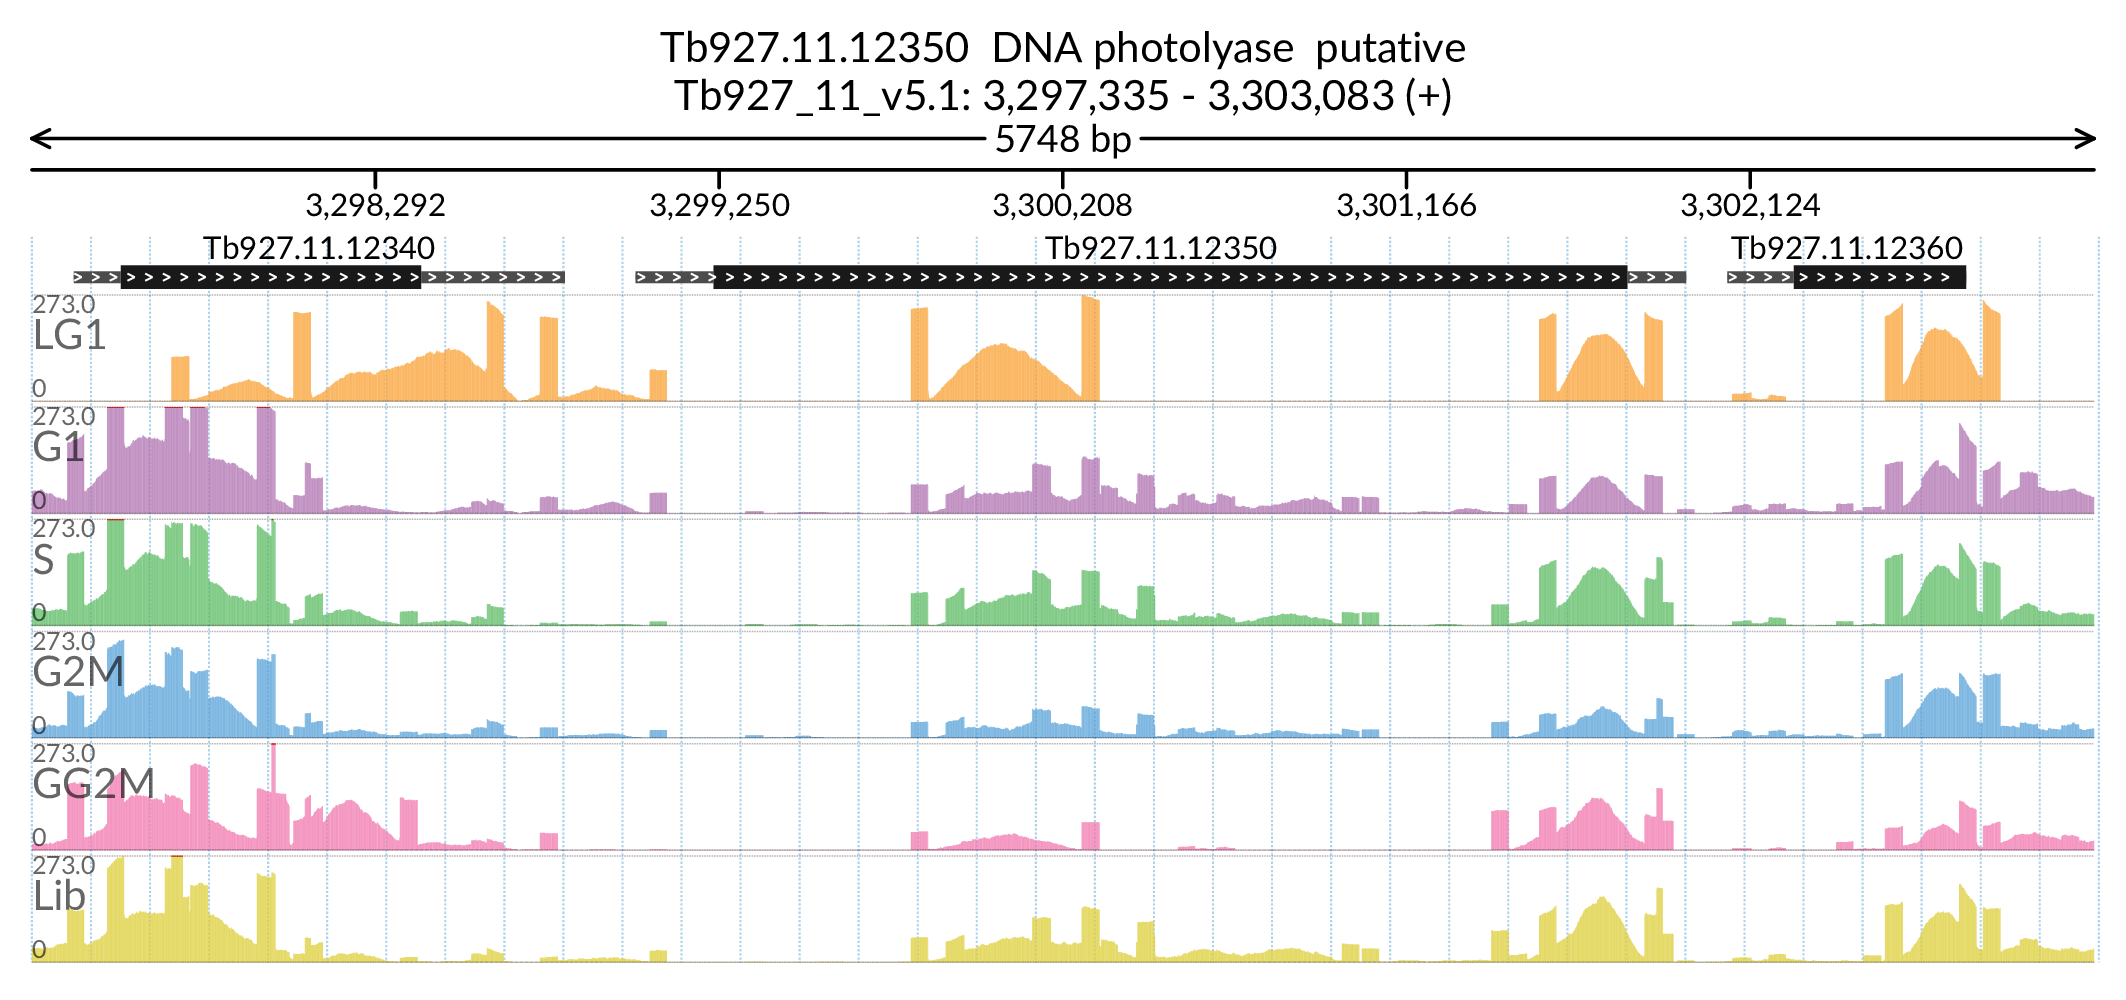 Tb927.11.12350  DNA photolyase  putative
Tb927_11_v5.1: 3,297,335 - 3,303,083 (+)
5748 bp
3,298,292 3,299,250 3,300,208 3,301,166 3,302,124
Tb927.11.12340 Tb927.11.12350 Tb927.11.12360
273.0
LG1
0
273.0
G1
0
273.0
S
0
273.0
G2M
0
273.0
GG2M
0
273.0
Lib
0